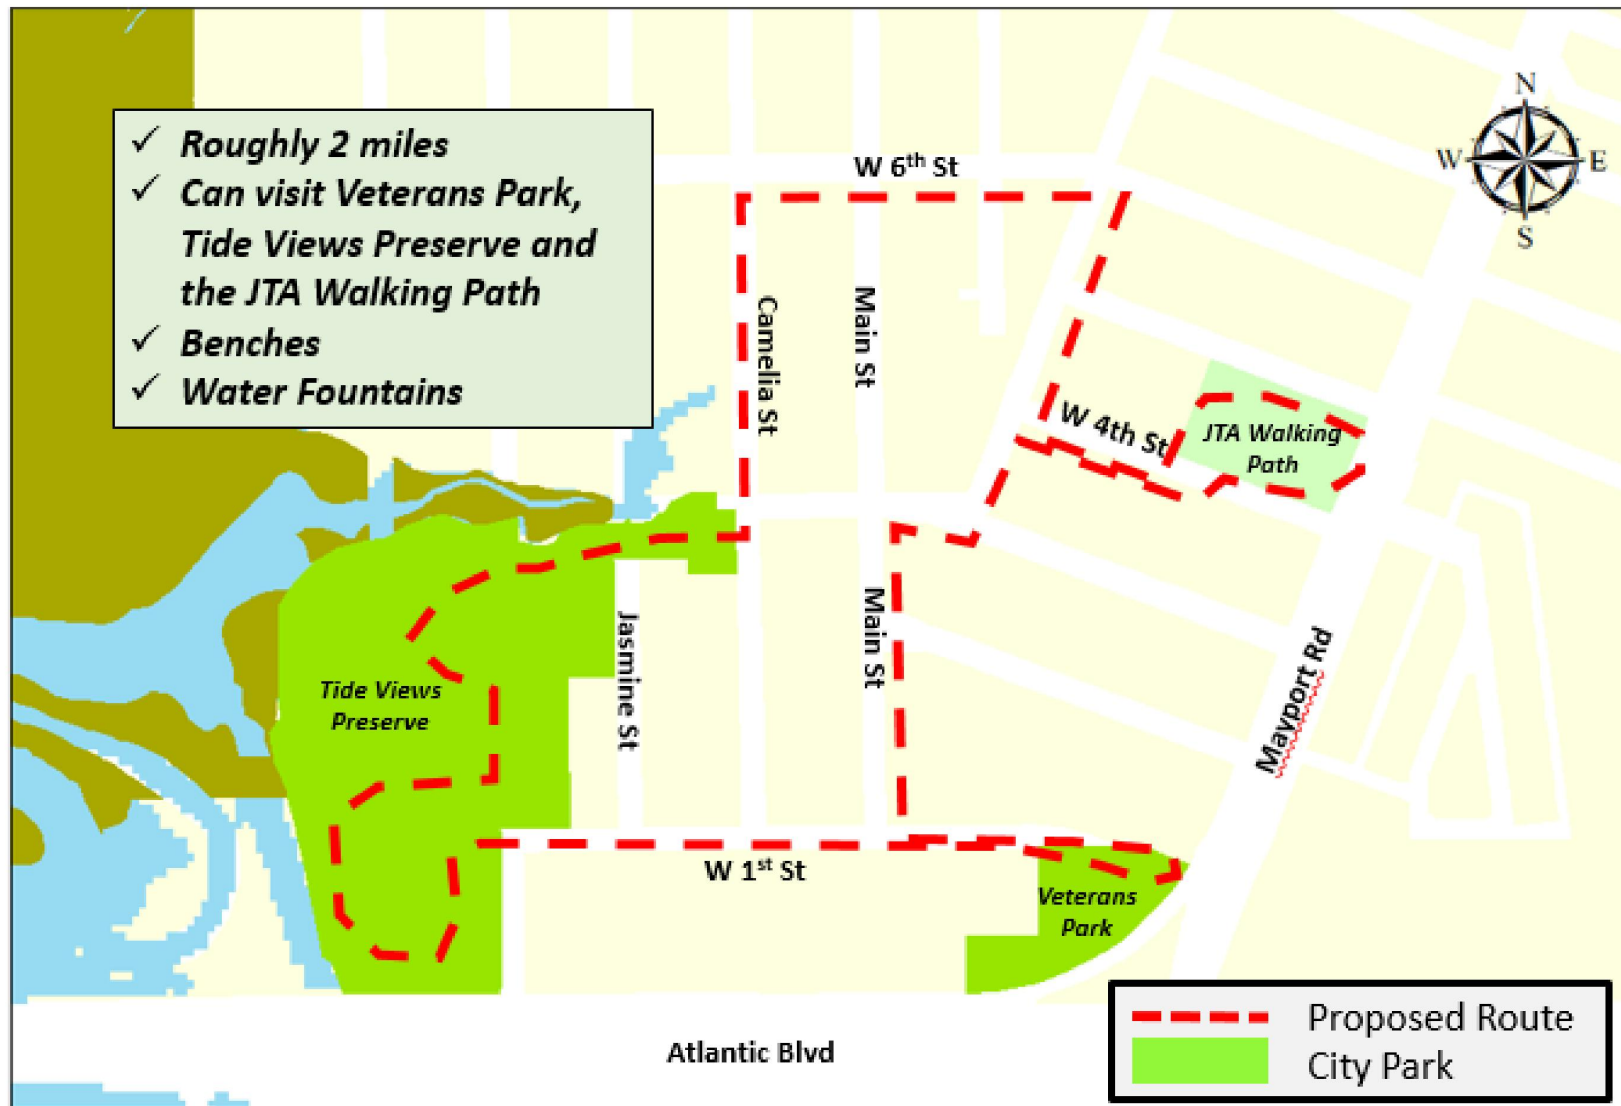 ✓ Roughly 2 miles
✓ Can visit Veterans Park,
Tide Views Preserve and
the JTA Walking Path
✓ Benches
✓ Water Fountains
N
W E
S
W 6th St
Camelia St
Main St
W 4th St
JTA Walking
Path
Jasmine St
Main St
Mayport Rd
Tide Views
Preserve
W 1st St
Veterans
Park
Atlantic Blvd
Proposed Route
City Park